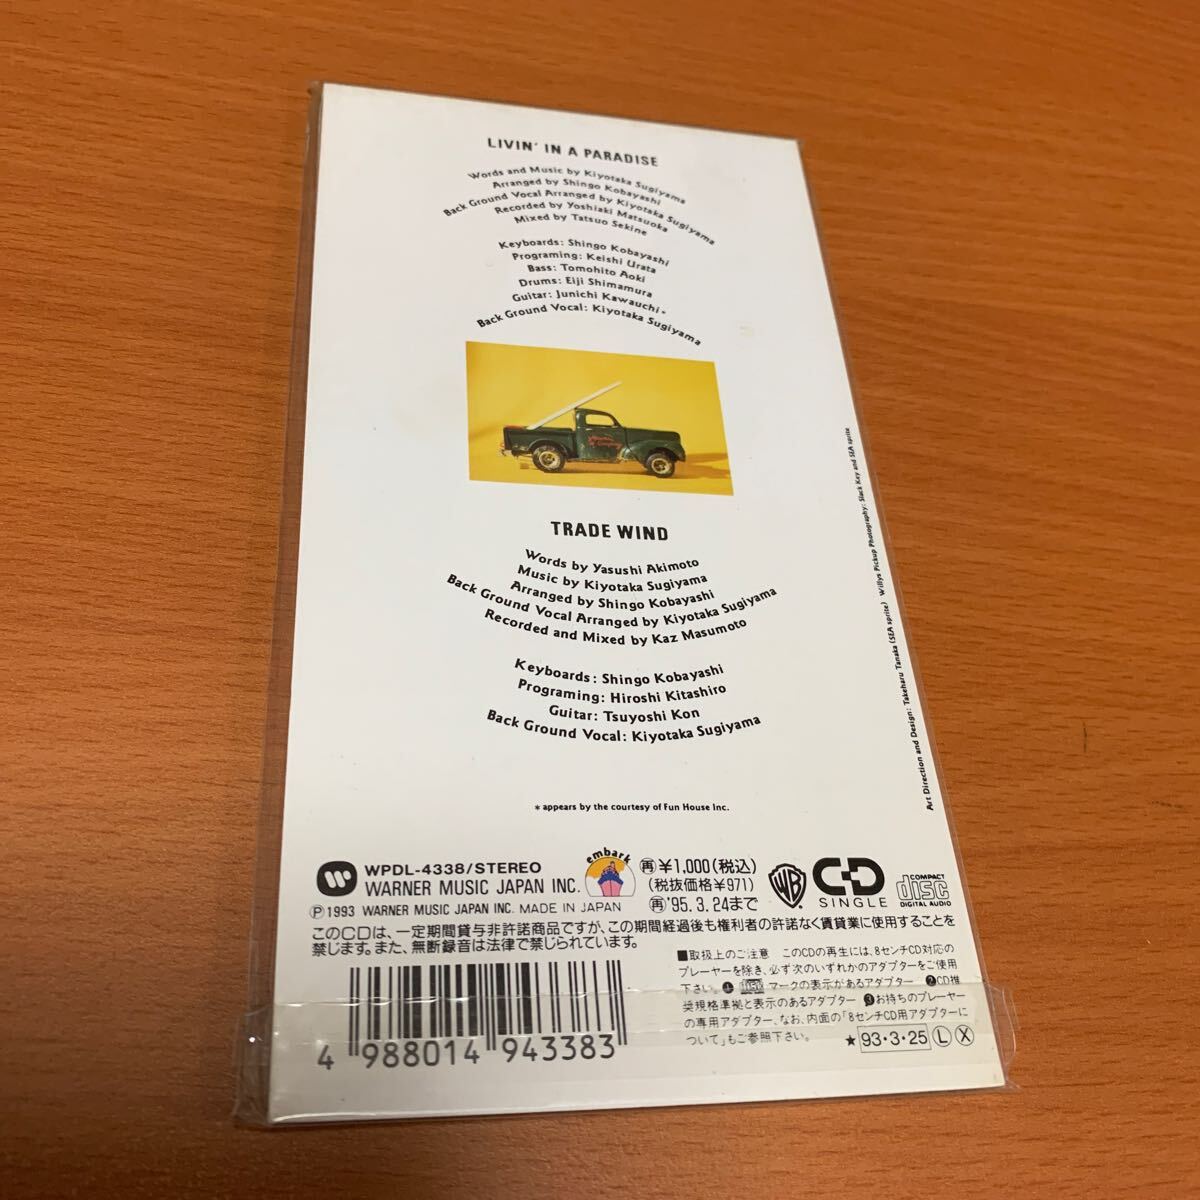 LIVIN' IN A PARADISE
Words and Music by Kiyotaka Sugiyama
Arranged by Shingo Kobayashi
Back Ground Vocal Arranged by Kiyotaka Sugiyama
Recorded by Yoshiaki Matsuoka
Mixed by Tatsuo Sekine
Keyboards: Shingo Kobayashi
Programing: Keishi Urata
Bass: Tomohito Aoki
Drums: Eiji Shimamura
Guitar: Junichi Kawauchi*
Back Ground Vocal: Kiyotaka Sugiyama
TRADE WIND
Words by Yasushi Akimoto
Music by Kiyotaka Sugiyama
Arranged by Shingo Kobayashi
Back Ground Vocal Arranged by Kiyotaka Sugiyama
Recorded and Mixed by Kaz Masumoto
Keyboards: Shingo Kobayashi
Programing: Hiroshi Kitashiro
Guitar: Tsuyoshi Kon
Back Ground Vocal: Kiyotaka Sugiyama
* appears by the courtesy of Fun House Inc.
Art Direction and Design: Takeharu Tanaka (SEA sprite) Willys Pickup Photography: Slack Key and SEA sprite
WPDL-4338/STEREO
WARNER MUSIC JAPAN INC.
Ⓟ1993 WARNER MUSIC JAPAN INC. MADE IN JAPAN
embark
㊢¥1,000(税込)
(税抜価格¥971)
㊢'95.3.24まで
WB
CD
SINGLE
COMPACT
disc
DIGITAL AUDIO
このCDは、一定期間貸与非許諾商品ですが、この期間経過後も権利者の許諾なく賃貸業に使用することを
禁じます。また、無断録音は法律で禁じられています。
■取扱上のご注意 このCDの再生には、8センチCD対応の
プレーヤーを除き、必ず次のいずれかのアダプターをご使用
下さい。❶ マークの表示があるアダプター ❷CD推
奨規格準拠と表示のあるアダプター ❸お持ちのプレーヤー
の専用アダプター、なお、内面の「8センチCD用アダプターに
ついて」もご参照下さい。
★93・3・25ⓁⓍ
4 988014 943383